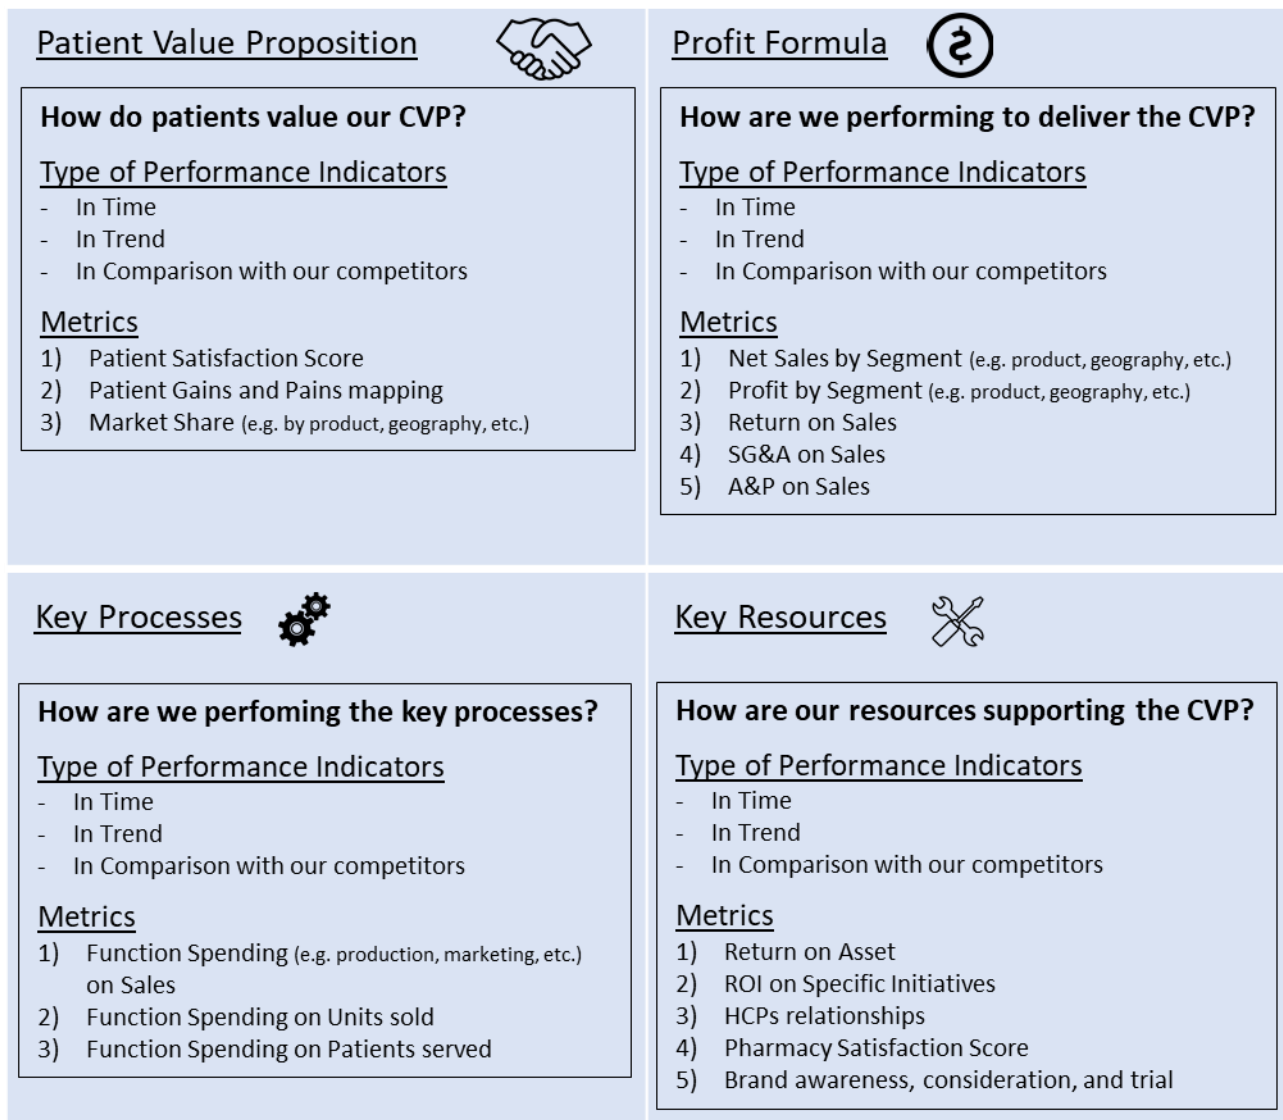 Patient Value Proposition
How do patients value our CVP?
Type of Performance Indicators
- In Time
- In Trend
- In Comparison with our competitors
Metrics
1) Patient Satisfaction Score
2) Patient Gains and Pains mapping
3) Market Share (e.g. by product, geography, etc.)
Profit Formula
How are we performing to deliver the CVP?
Type of Performance Indicators
- In Time
- In Trend
- In Comparison with our competitors
Metrics
1) Net Sales by Segment (e.g. product, geography, etc.)
2) Profit by Segment (e.g. product, geography, etc.)
3) Return on Sales
4) SG&A on Sales
5) A&P on Sales
Key Processes
How are we perfoming the key processes?
Type of Performance Indicators
- In Time
- In Trend
- In Comparison with our competitors
Metrics
1) Function Spending (e.g. production, marketing, etc.)
on Sales
2) Function Spending on Units sold
3) Function Spending on Patients served
Key Resources
How are our resources supporting the CVP?
Type of Performance Indicators
- In Time
- In Trend
- In Comparison with our competitors
Metrics
1) Return on Asset
2) ROI on Specific Initiatives
3) HCPs relationships
4) Pharmacy Satisfaction Score
5) Brand awareness, consideration, and trial